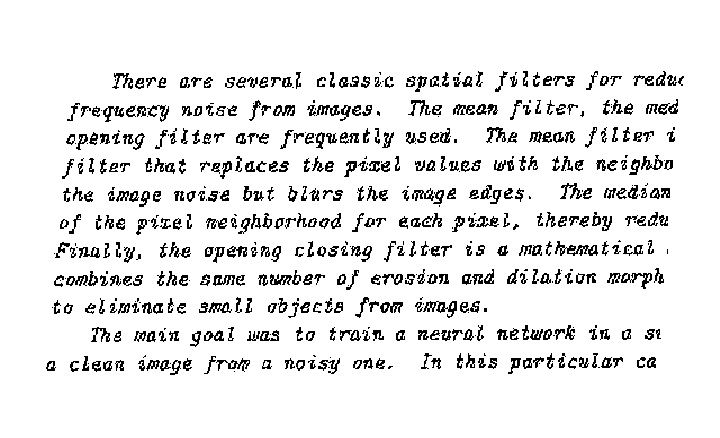 There are several classic spatial filters for reduc
frequency noise from images. The mean filter, the med
opening filter are frequently used. The mean filter i
filter that replaces the pixel values with the neighbo
the image noise but blurs the image edges. The median
of the pixel neighborhood for each pixel, thereby redu
Finally, the opening closing filter is a mathematical
combines the same number of erosion and dilation morph
to eliminate small objects from images.
The main goal was to train a neural network in a su
a clean image from a noisy one. In this particular ca